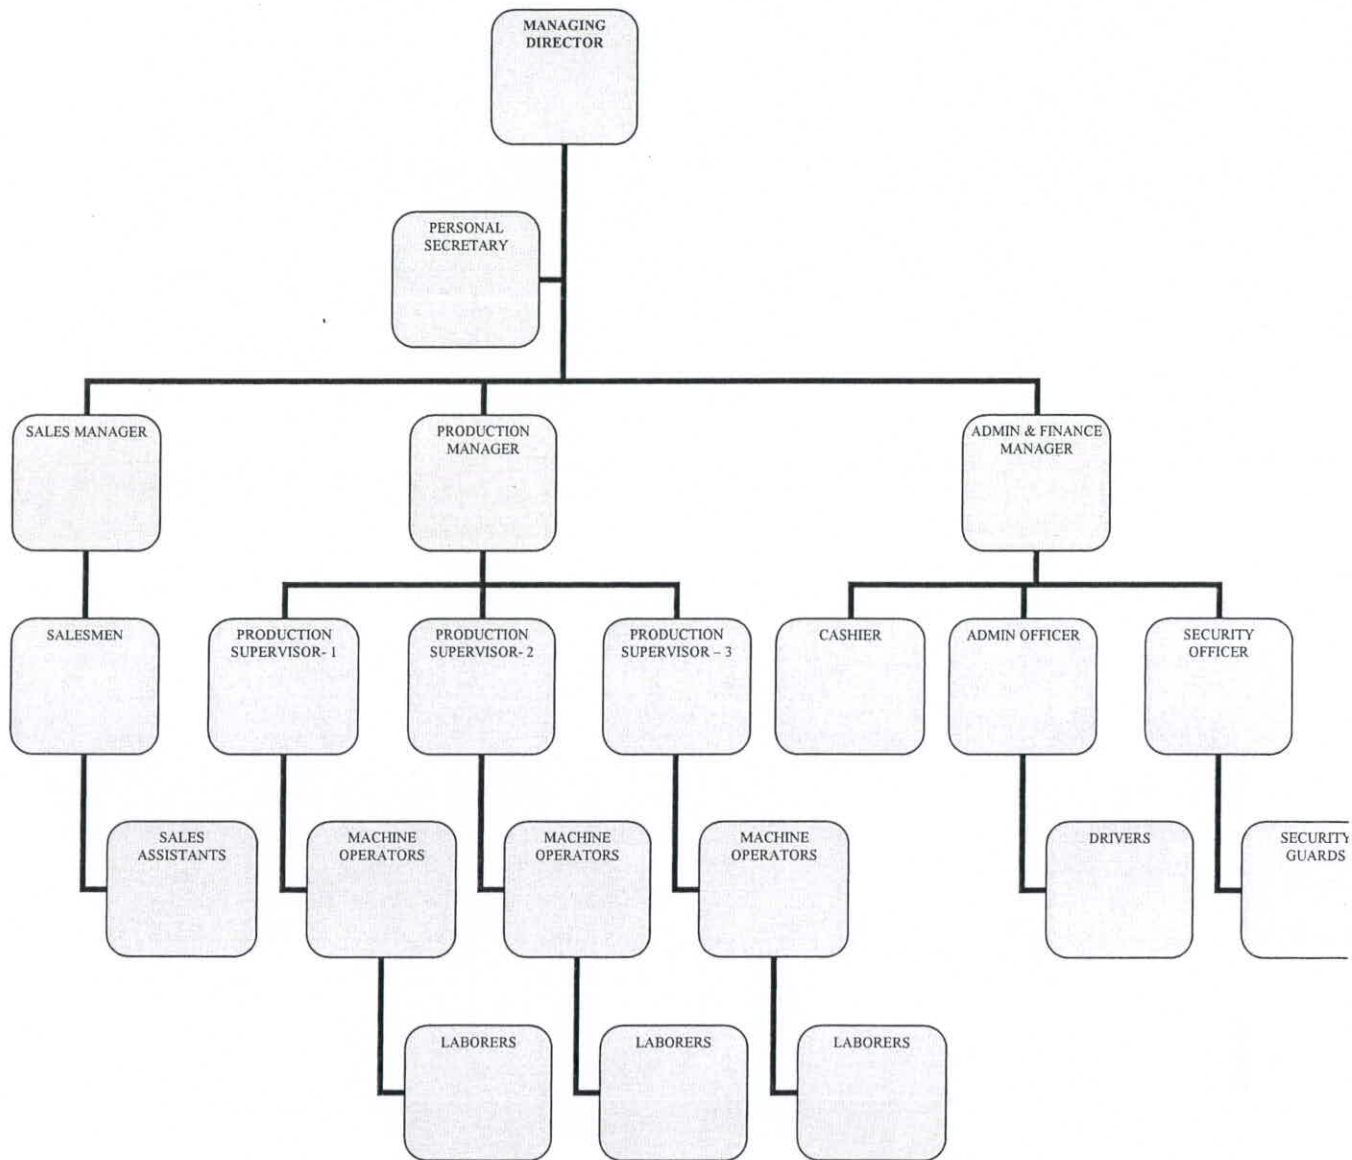 MANAGING
DIRECTOR
PERSONAL
SECRETARY
SALES MANAGER
PRODUCTION
MANAGER
ADMIN & FINANCE
MANAGER
SALESMEN
PRODUCTION
SUPERVISOR- 1
PRODUCTION
SUPERVISOR- 2
PRODUCTION
SUPERVISOR – 3
CASHIER
ADMIN OFFICER
SECURITY
OFFICER
SALES
ASSISTANTS
MACHINE
OPERATORS
MACHINE
OPERATORS
MACHINE
OPERATORS
DRIVERS
SECURITY
GUARDS
LABORERS
LABORERS
LABORERS